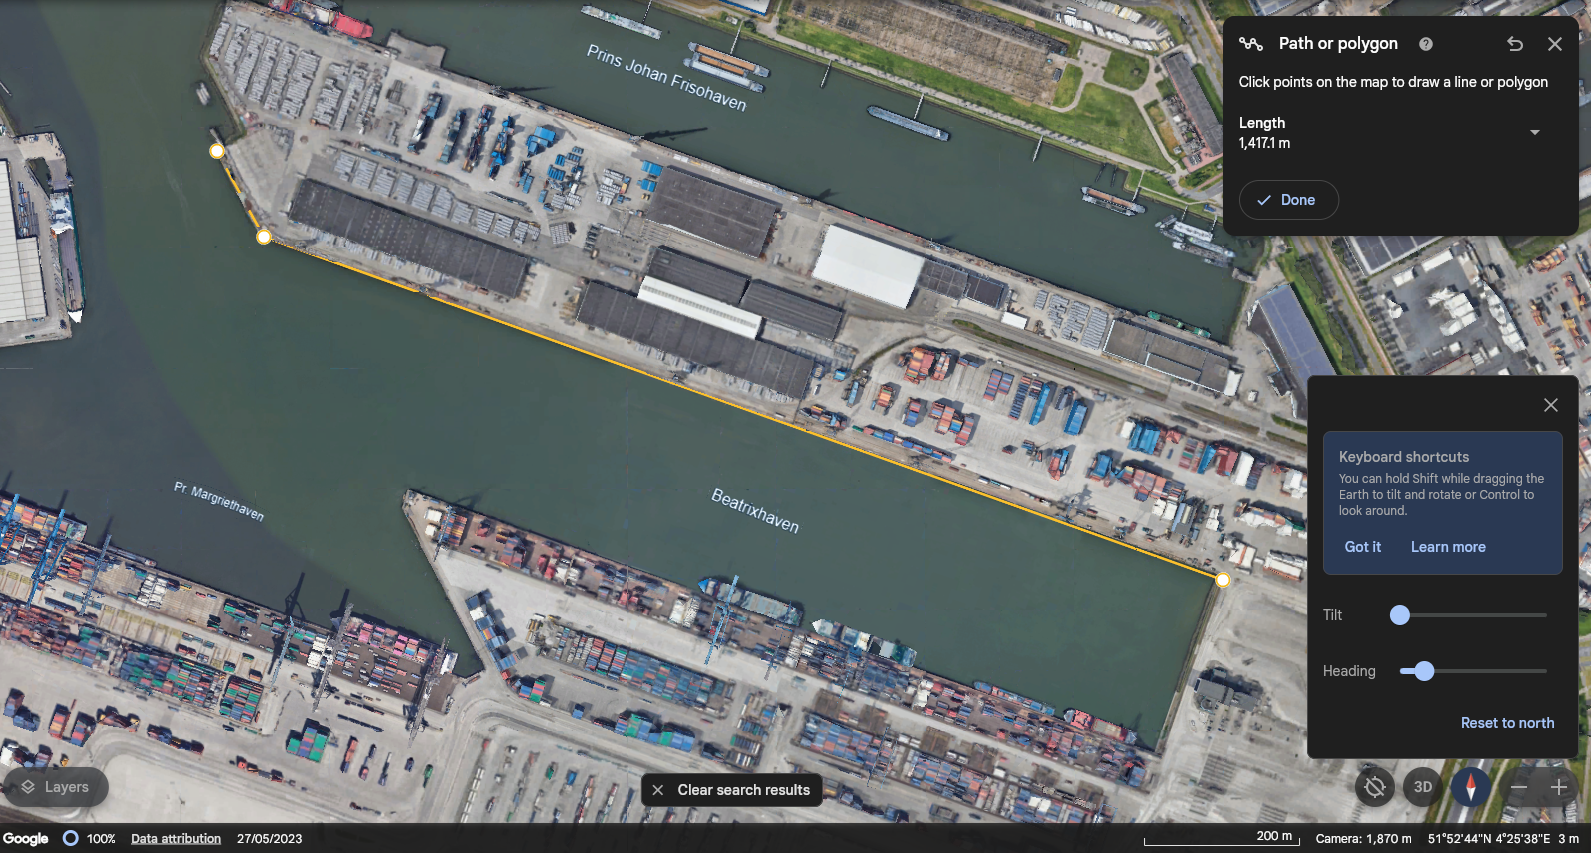 Prins Johan Frisohaven
Path or polygon
Click points on the map to draw a line or polygon
Length
1,417.1 m
Done
Keyboard shortcuts
You can hold Shift while dragging the
Earth to tilt and rotate or Control to
look around.
Got it Learn more
Pr. Margriethaven
Beatrixhaven
Tilt
Heading
Reset to north
Layers
Clear search results
3D
Google 100% Data attribution 27/05/2023
200 m Camera: 1,870 m 51°52'44"N 4°25'38"E 3 m